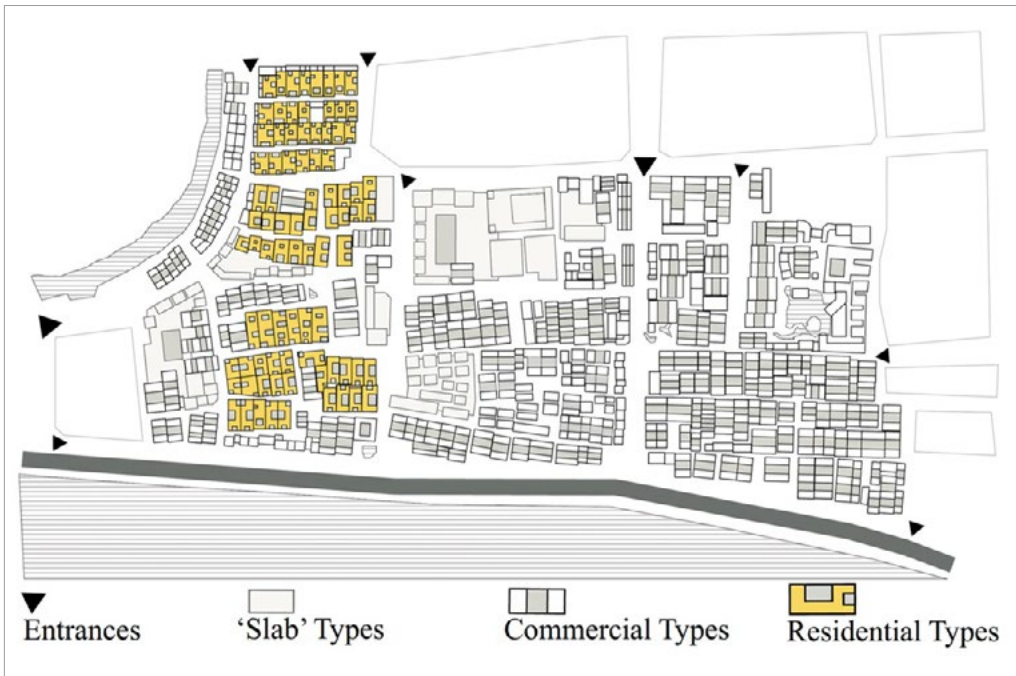 Entrances
‘Slab’ Types
Commercial Types
Residential Types